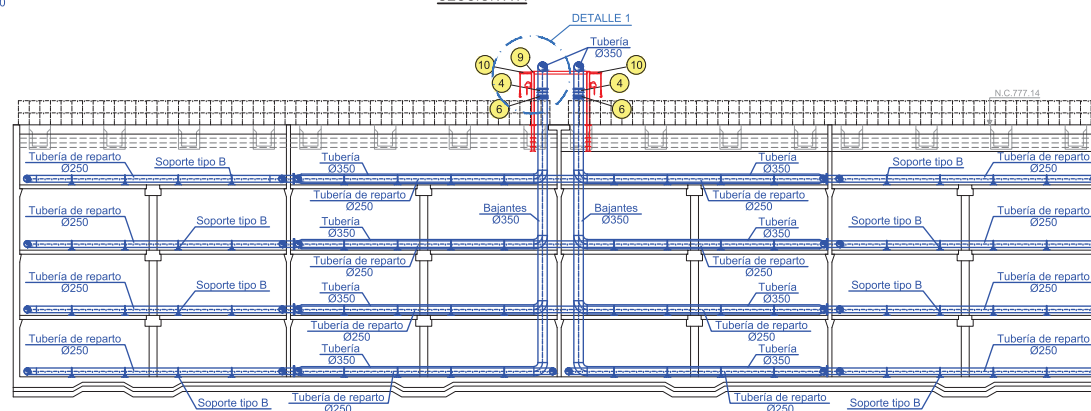 0
DETALLE 1
Tubería
Ø350
9
10
10
4
4
6
6
N.C.777.14
Tubería de reparto
Ø250
Soporte tipo B
Tubería
Ø350
Tubería
Ø350
Soporte tipo B
Tubería de reparto
Ø250
Tubería de reparto
Ø250
Tubería de reparto
Ø250
Tubería de reparto
Ø250
Soporte tipo B
Tubería
Ø350
Bajantes
Ø350
Bajantes
Ø350
Tubería
Ø350
Soporte tipo B
Tubería de reparto
Ø250
Tubería de reparto
Ø250
Tubería de reparto
Ø250
Tubería de reparto
Ø250
Soporte tipo B
Tubería
Ø350
Tubería
Ø350
Soporte tipo B
Tubería de reparto
Ø250
Tubería de reparto
Ø250
Tubería de reparto
Ø250
Tubería de reparto
Ø250
Tubería
Ø350
Tubería
Ø350
Tubería de reparto
Ø250
Soporte tipo B
Tubería de reparto
Ø250
Tubería de reparto
Ø250
Soporte tipo B